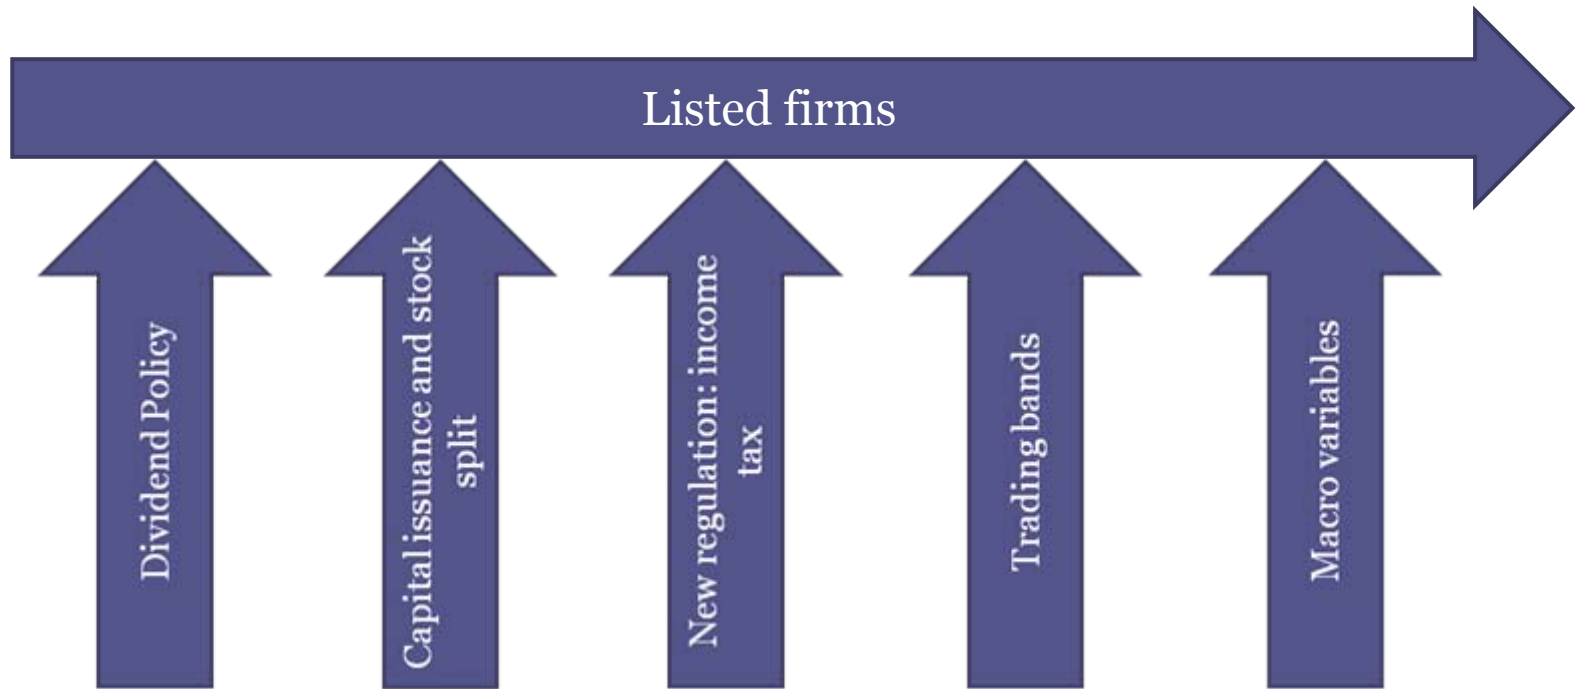 Listed firms
Dividend Policy
Capital issuance and stock
split
New regulation: income
tax
Trading bands
Macro variables